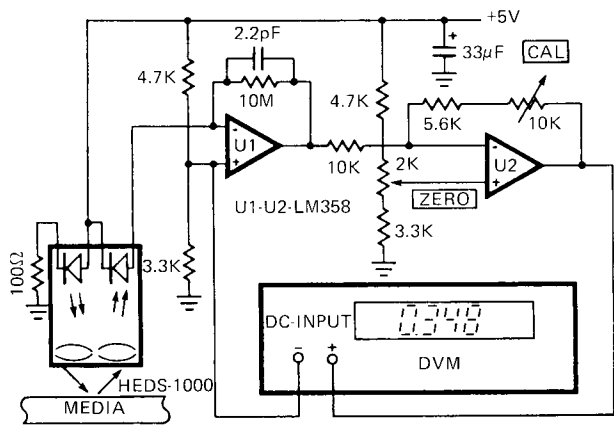 +5V
2.2pF
33µF
CAL
4.7K
10M
4.7K
5.6K
10K
-
U1
+
10K
2K
-
U2
+
ZERO
U1-U2-LM358
3.3K
3.3K
100Ω
DC-INPUT
0.348
- +
DVM
HEDS-1000
MEDIA